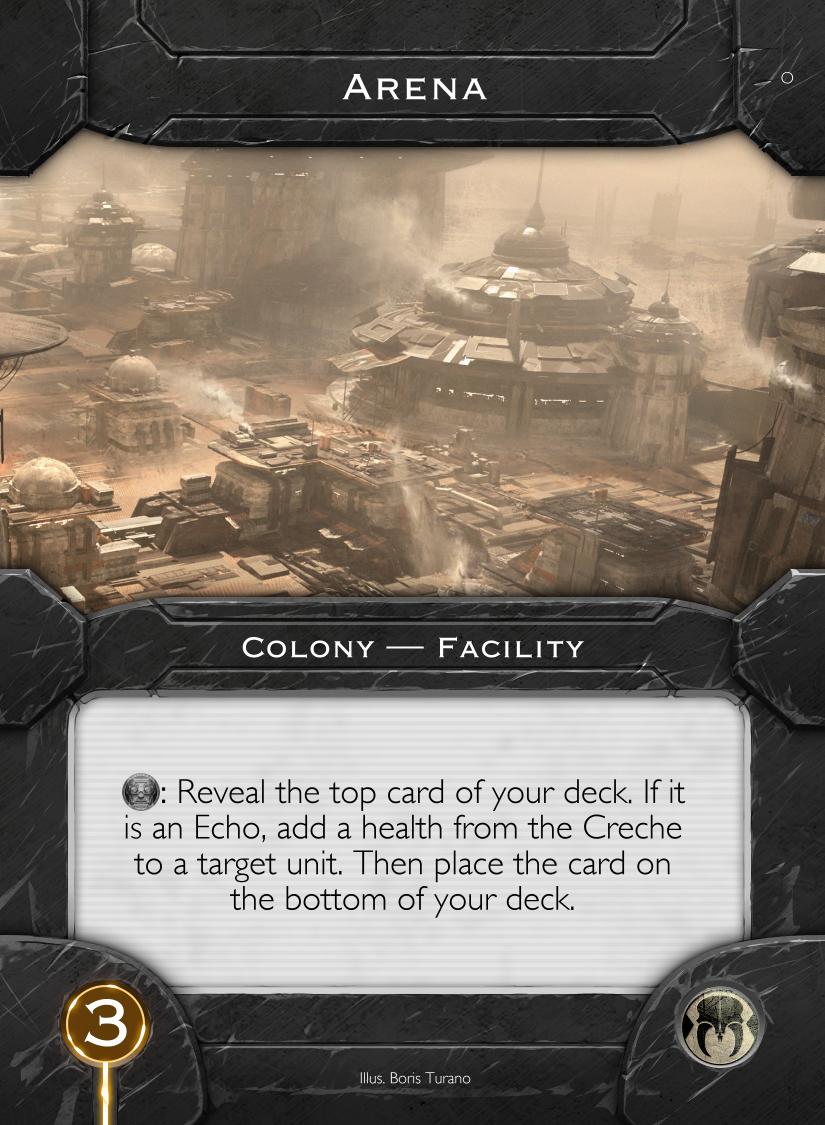 Arena
Colony — Facility
: Reveal the top card of your deck. If it
is an Echo, add a health from the Creche
to a target unit. Then place the card on
the bottom of your deck.
3
Illus. Boris Turano